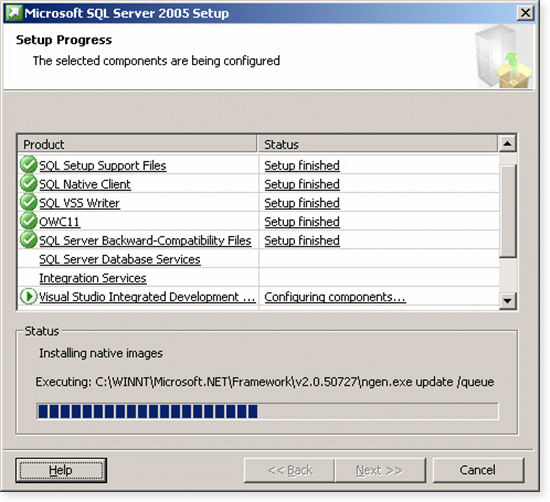 Microsoft SQL Server 2005 Setup
Setup Progress
The selected components are being configured
Product Status
SQL Setup Support Files Setup finished
SQL Native Client Setup finished
SQL VSS Writer Setup finished
OWC11 Setup finished
SQL Server Backward-Compatibility Files Setup finished
SQL Server Database Services
Integration Services
Visual Studio Integrated Development ... Configuring components...
Status
Installing native images
Executing: C:\WINNT\Microsoft.NET\Framework\v2.0.50727\ngen.exe update /queue
Help << Back Next >> Cancel